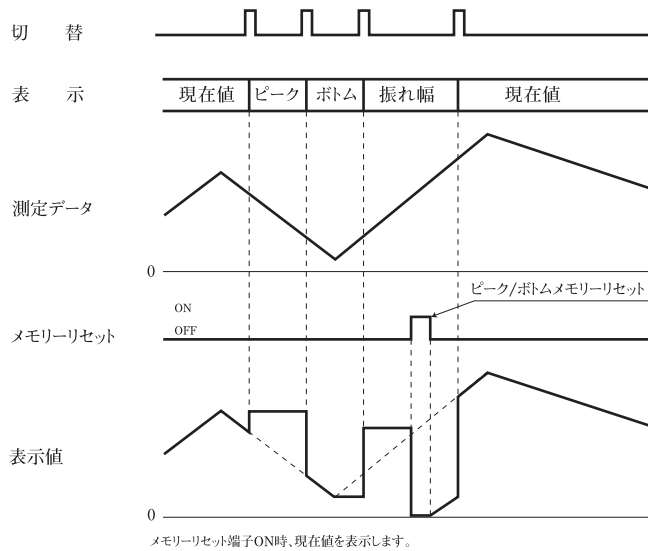 切 替
表 示
現在値 ピーク ボトム 振れ幅 現在値
測定データ
0
ピーク/ボトムメモリーリセット
ON
OFF
メモリーリセット
表示値
0
メモリーリセット端子ON時、現在値を表示します。